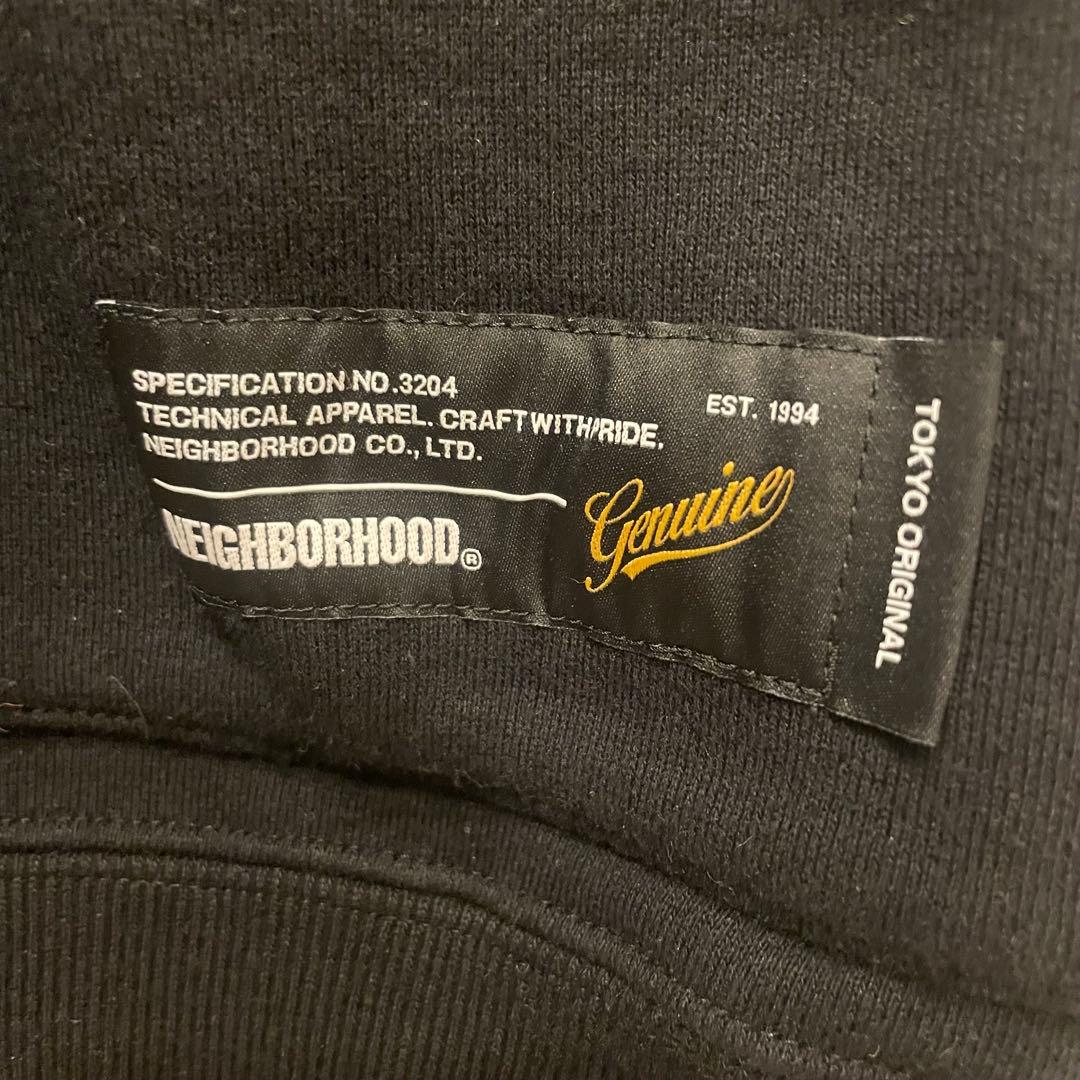 SPECIFICATION NO.3204
TECHNICAL APPAREL. CRAFT WITH PRIDE.
NEIGHBORHOOD CO., LTD.
NEIGHBORHOOD®
EST. 1994
Genuine
TOKYO ORIGINAL